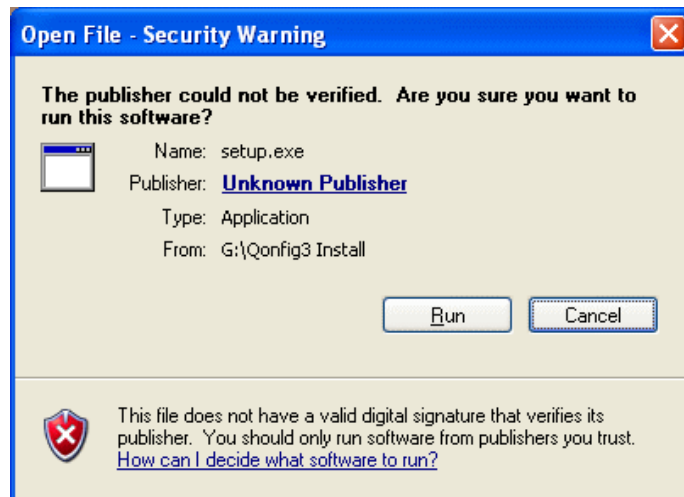 Open File - Security Warning
The publisher could not be verified.  Are you sure you want to
run this software?
Name: setup.exe
Publisher: Unknown Publisher
Type: Application
From: G:\Qonfig3 Install
Run Cancel
This file does not have a valid digital signature that verifies its
publisher.  You should only run software from publishers you trust.
How can I decide what software to run?